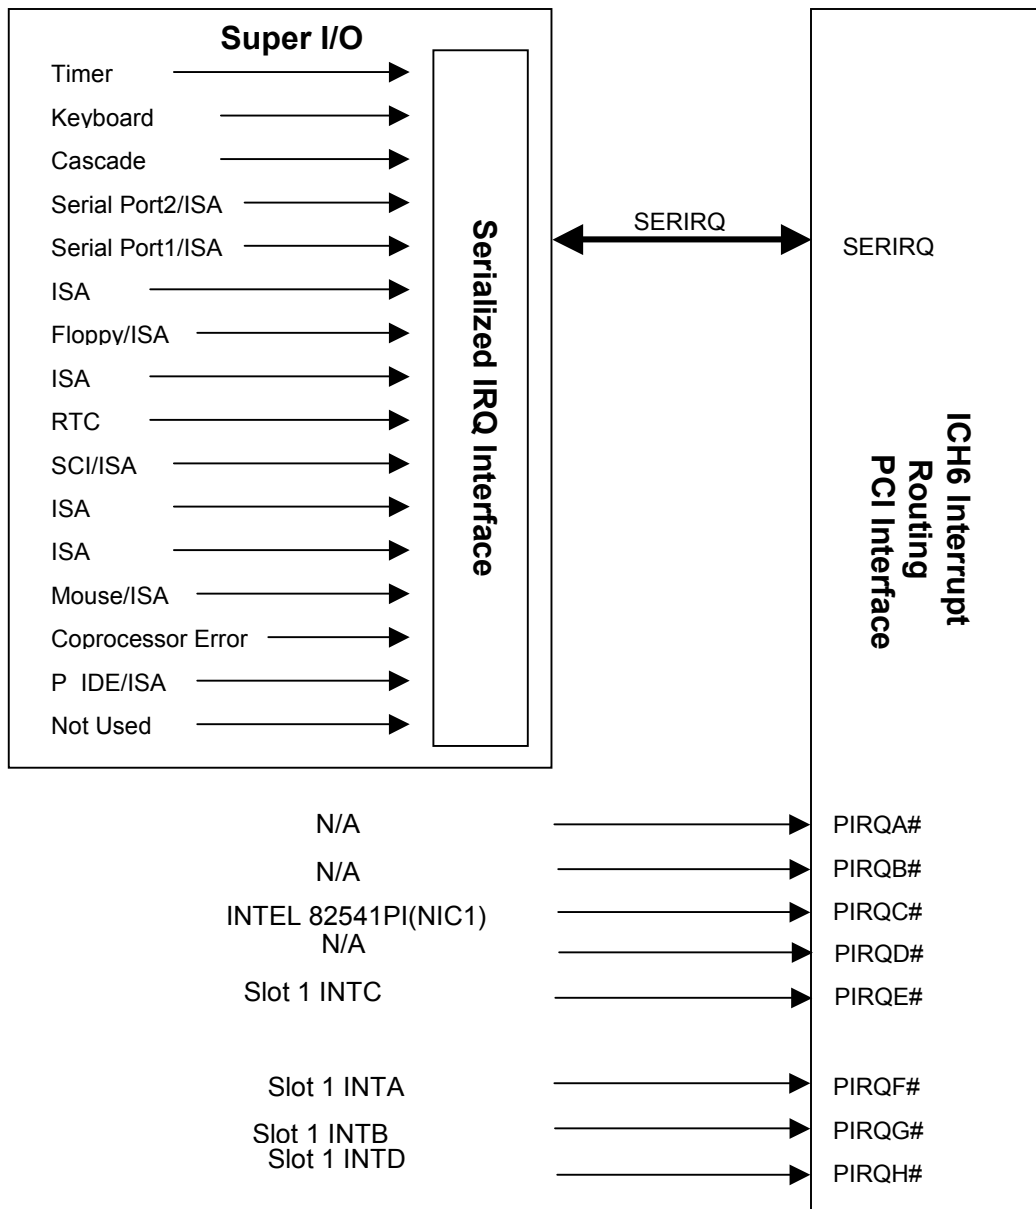 Super I/O
Timer
Keyboard
Cascade
Serial Port2/ISA
Serial Port1/ISA
ISA
Floppy/ISA
ISA
RTC
SCI/ISA
ISA
ISA
Mouse/ISA
Coprocessor Error
P IDE/ISA
Not Used
Serialized IRQ Interface
SERIRQ
SERIRQ
ICH6 Interrupt
Routing
PCI Interface
N/A
PIRQA#
N/A
PIRQB#
INTEL 82541PI(NIC1)
PIRQC#
N/A
PIRQD#
Slot 1 INTC
PIRQE#
Slot 1 INTA
PIRQF#
Slot 1 INTB
PIRQG#
Slot 1 INTD
PIRQH#